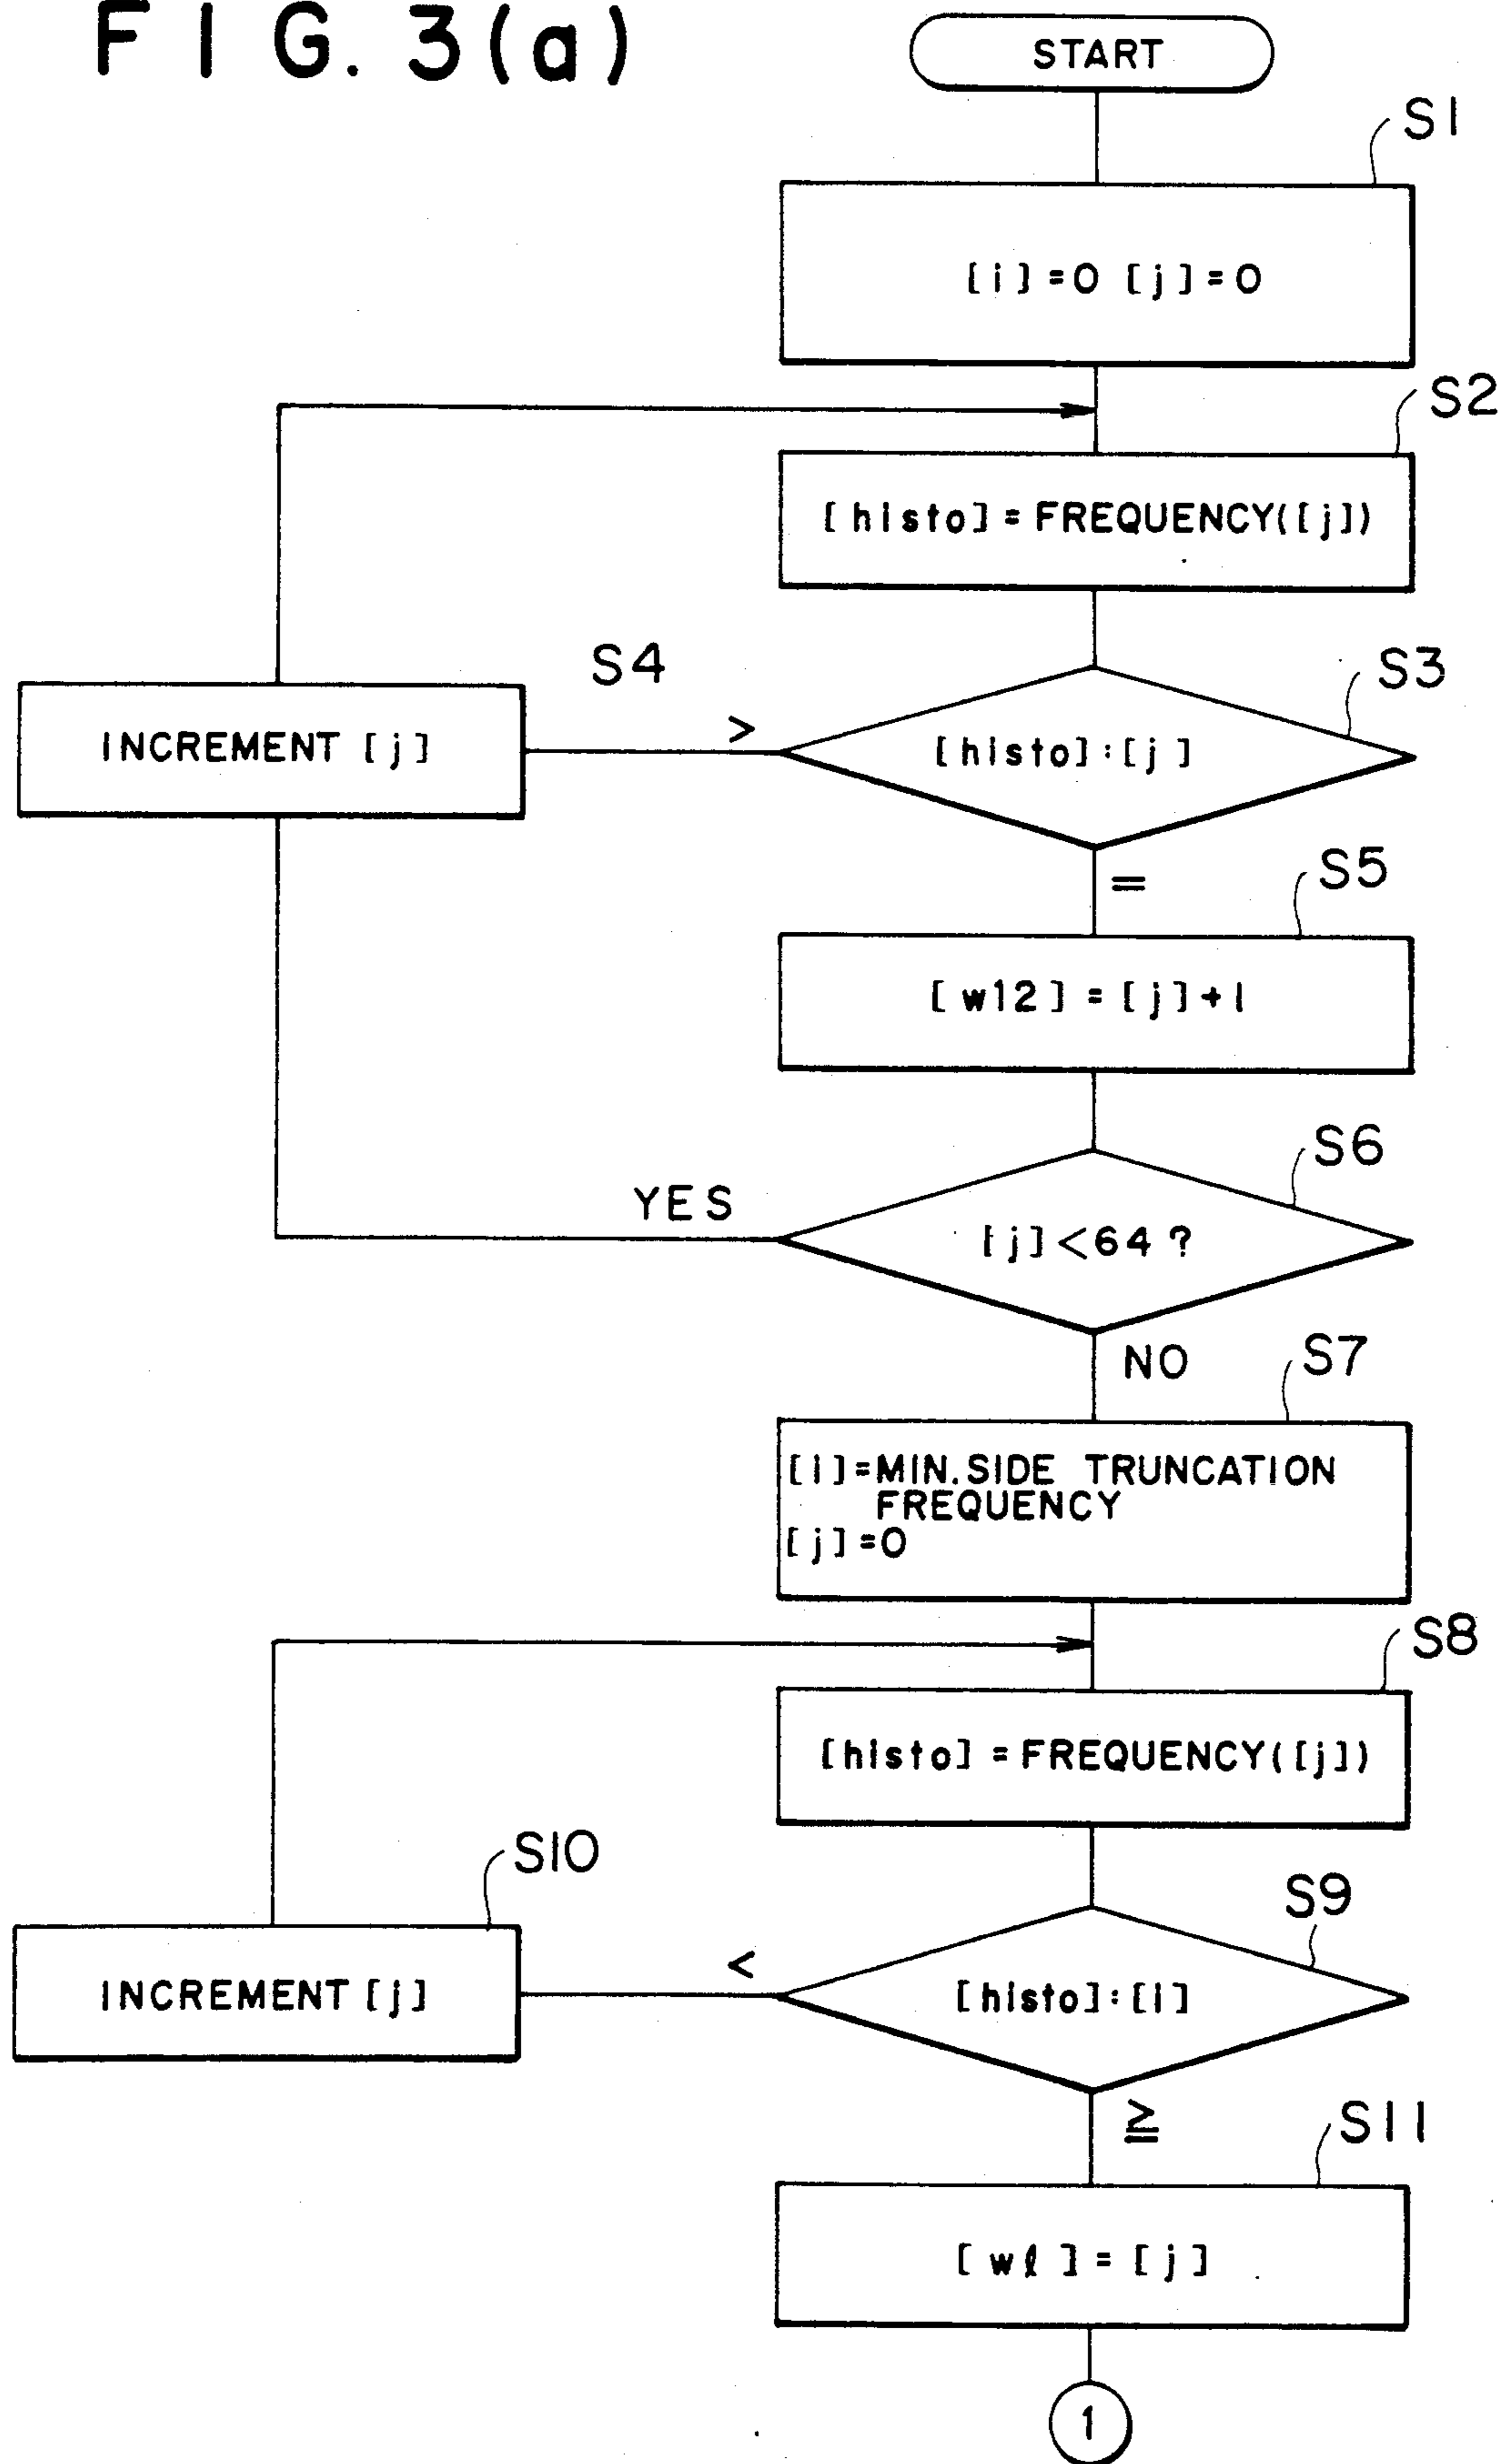 FIG. 3(a)
START
S1
[i]=0 [j]=0
S2
[histo]=FREQUENCY([j])
S4
S3
INCREMENT [j]
>
[histo]:[j]
=
S5
[w12]=[j]+1
S6
YES
[j]<64?
NO
S7
[i]=MIN.SIDE TRUNCATION
FREQUENCY
[j]=0
S8
[histo]=FREQUENCY([j])
S10
S9
INCREMENT [j]
<
[histo]:[i]
≧
S11
[wℓ]=[j]
1